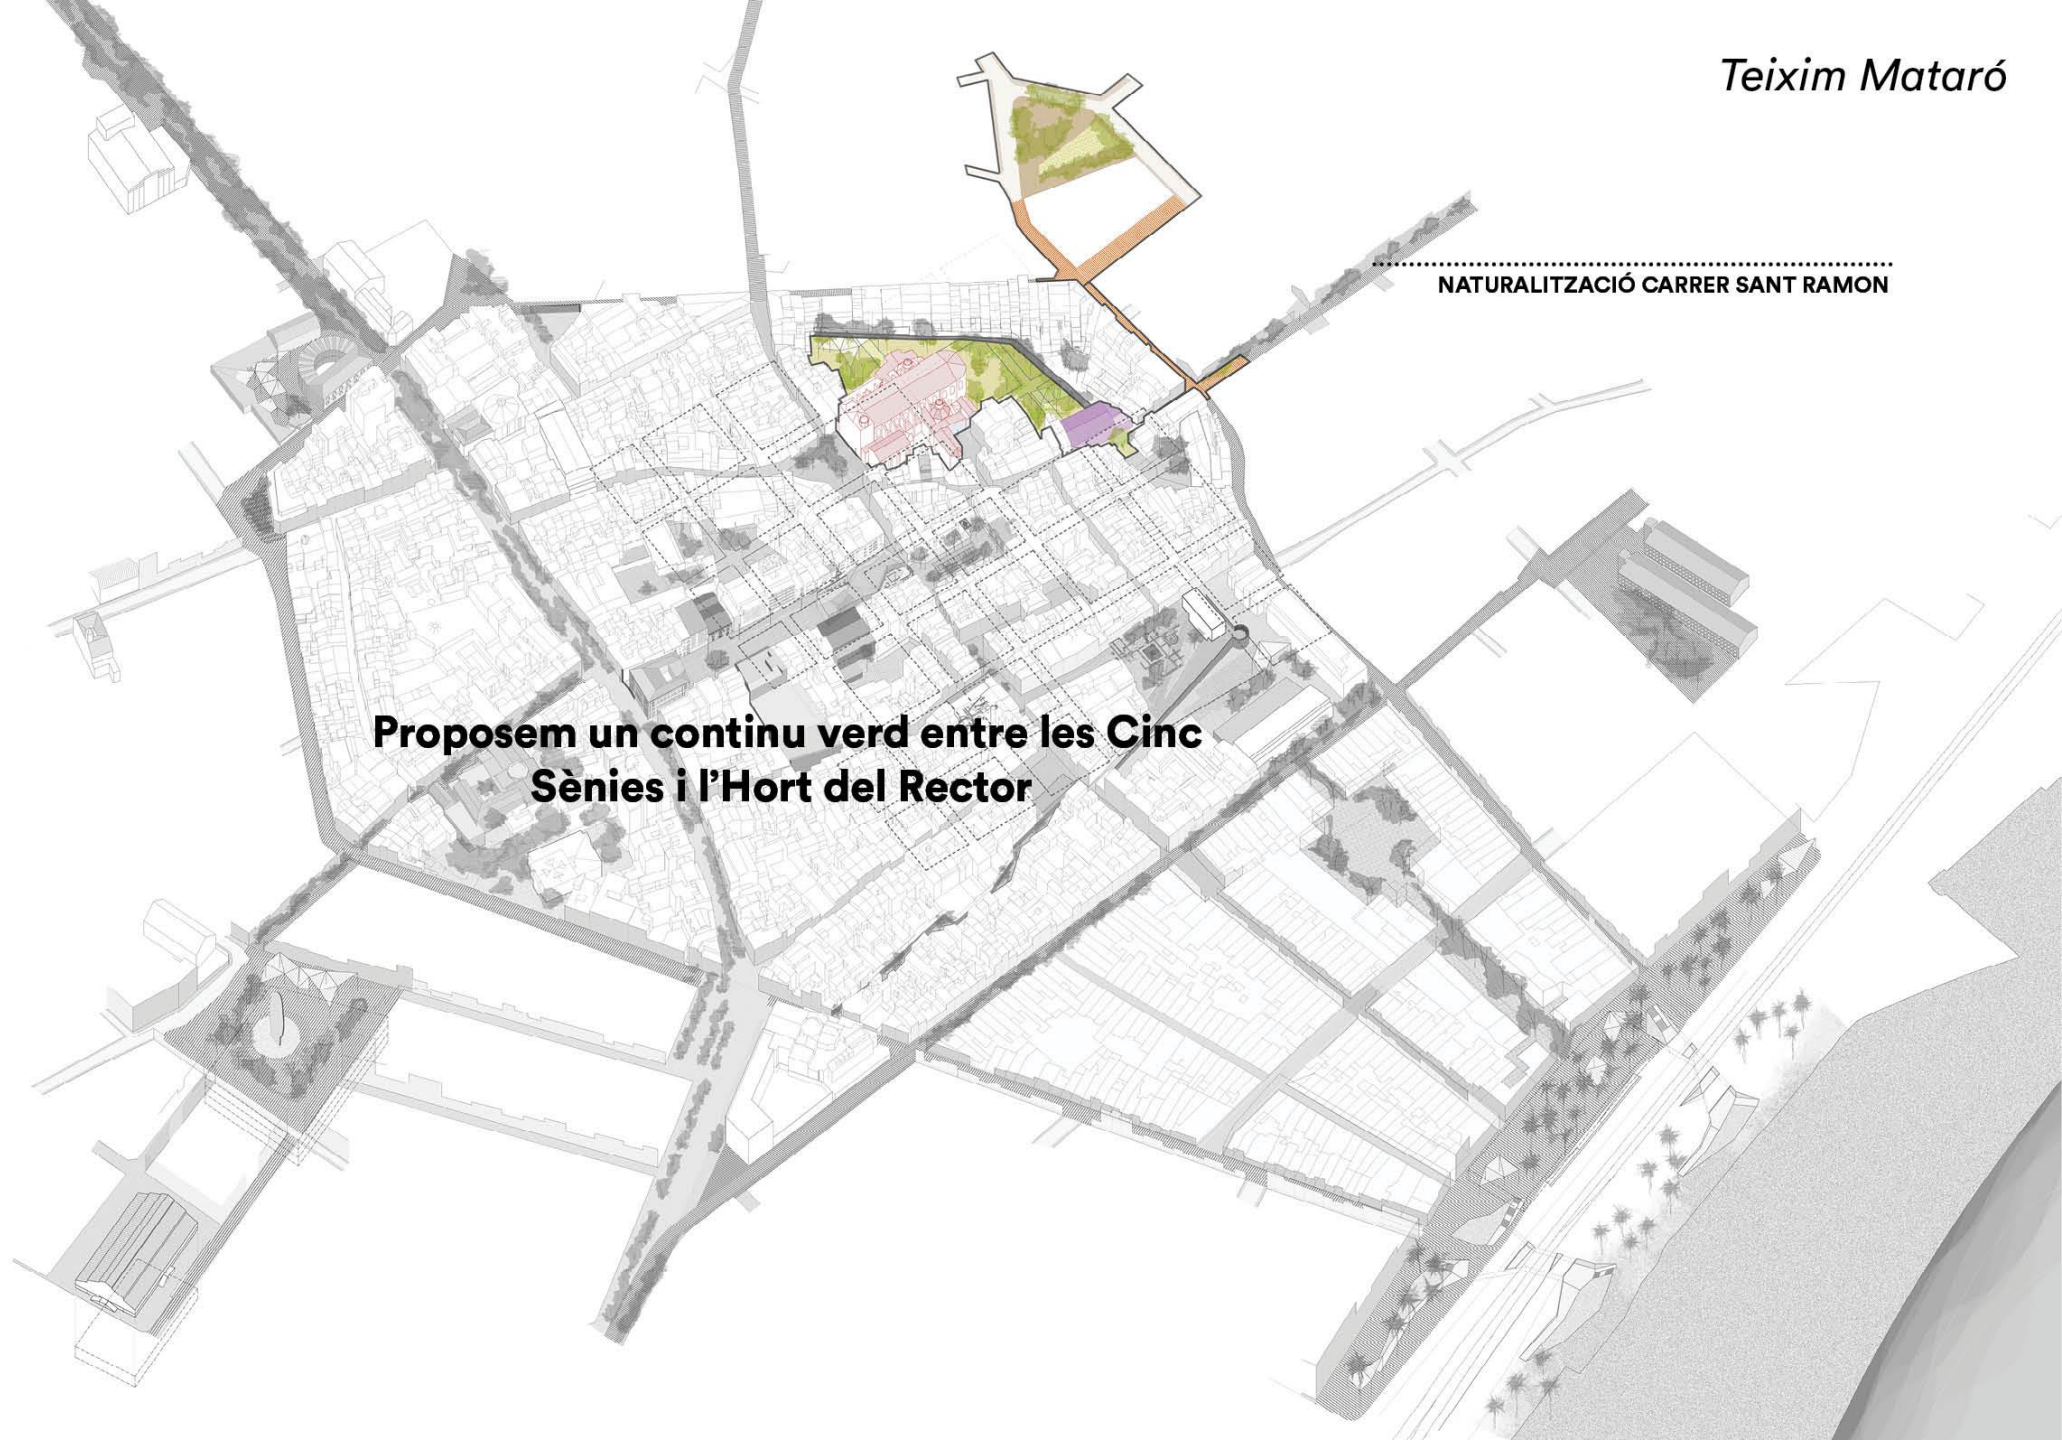 Teixim Mataró
NATURALITZACIÓ CARRER SANT RAMON
Proposem un continu verd entre les Cinc
Sènies i l’Hort del Rector